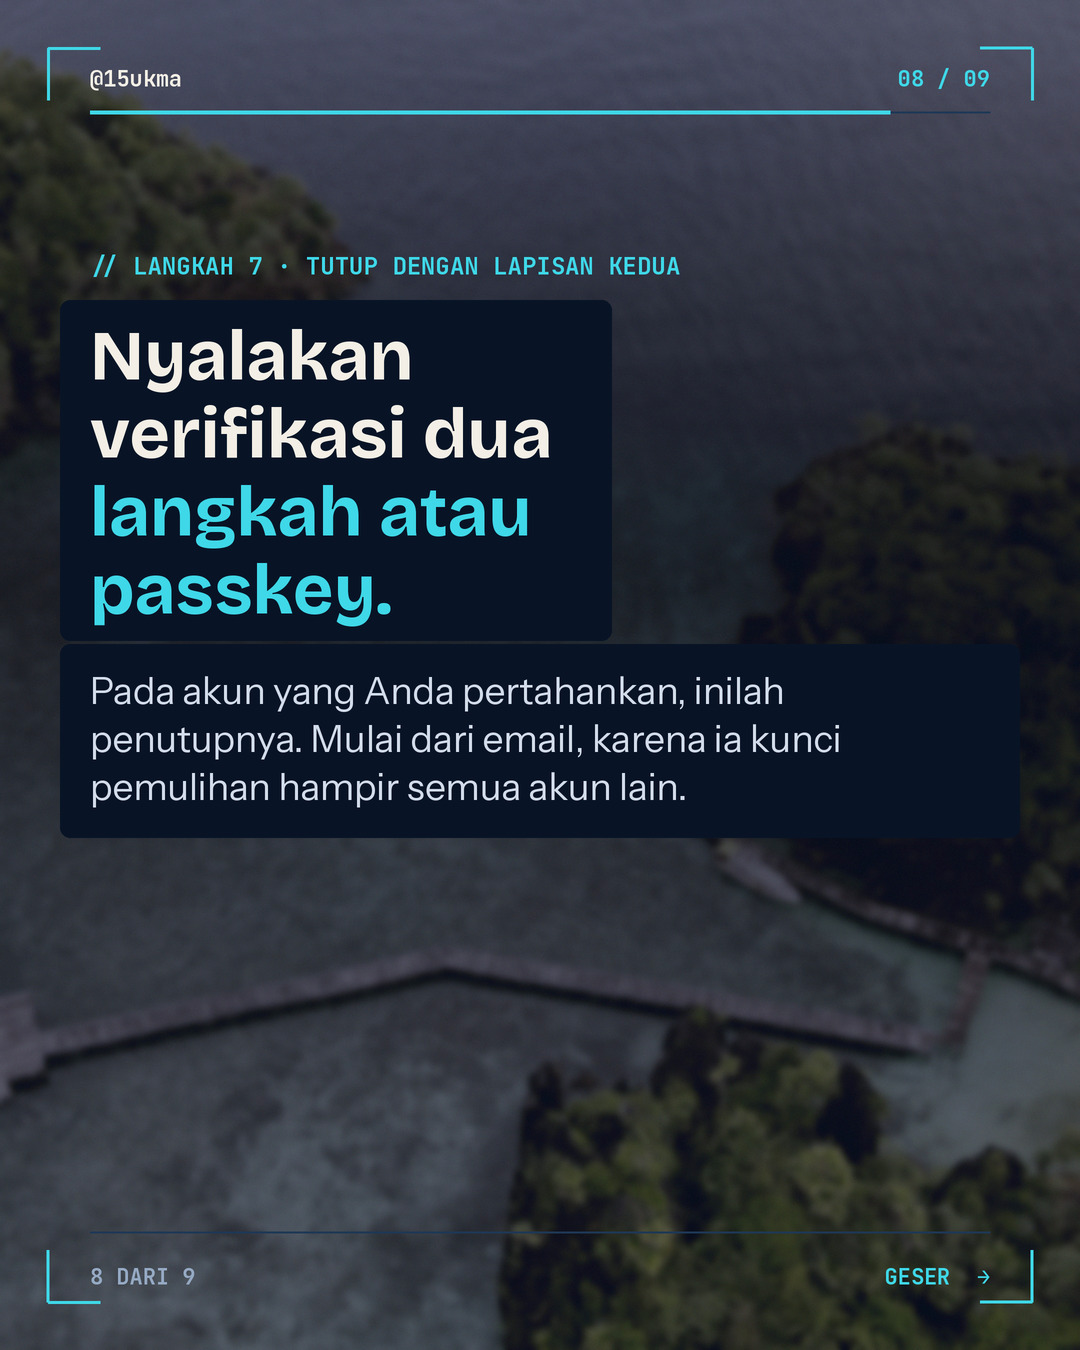 @15ukma
08 / 09
// LANGKAH 7 · TUTUP DENGAN LAPISAN KEDUA
Nyalakan
verifikasi dua
langkah atau
passkey.
Pada akun yang Anda pertahankan, inilah
penutupnya. Mulai dari email, karena ia kunci
pemulihan hampir semua akun lain.
8 DARI 9
GESER →